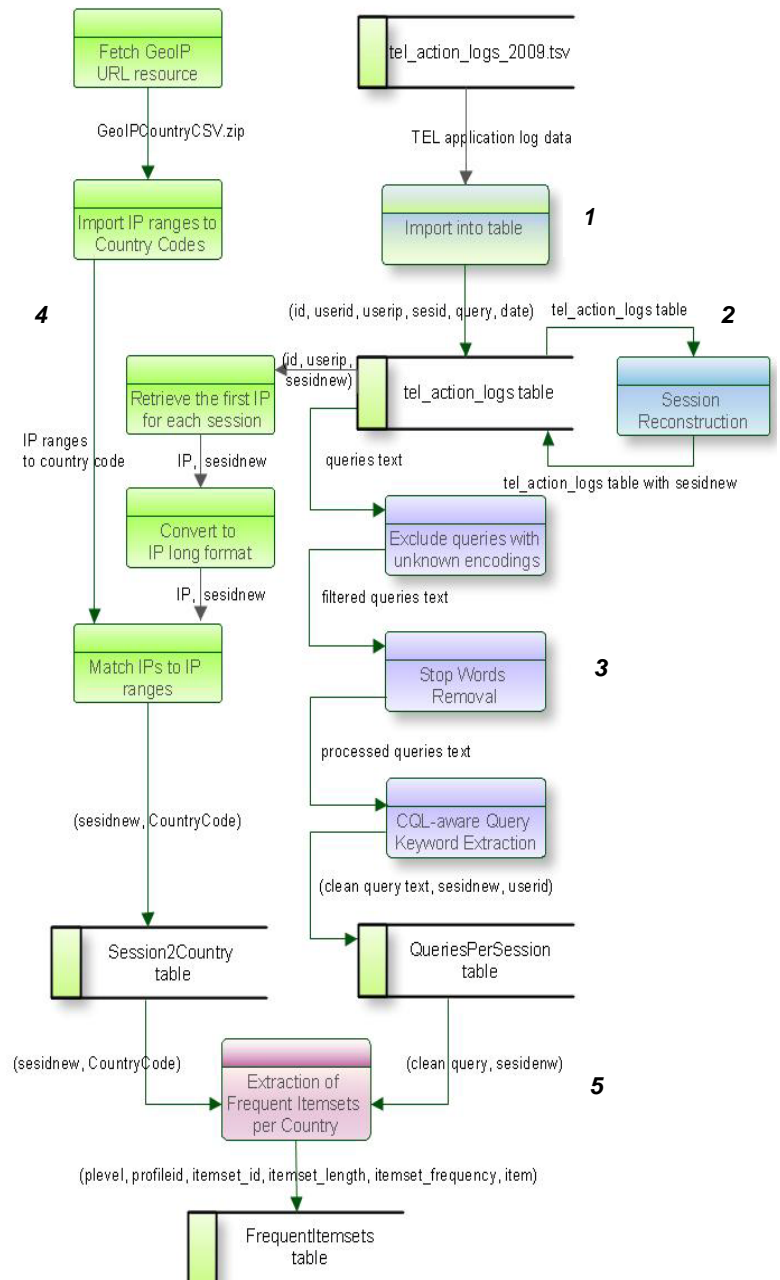 Fetch GeoIP
URL resource
tel_action_logs_2009.tsv
GeoIPCountryCSV.zip
TEL application log data
Import IP ranges to
Country Codes
Import into table
1
4
(id, userid, userip, sesid, query, date)
tel_action_logs table
2
(id, userip,
sesidnew)
Retrieve the first IP
for each session
tel_action_logs table
Session
Reconstruction
IP ranges
to country code
IP, sesidnew
queries text
tel_action_logs table with sesidnew
Convert to
IP long format
Exclude queries with
unknown encodings
IP, sesidnew
filtered queries text
Match IPs to IP
ranges
Stop Words
Removal
3
processed queries text
(sesidnew, CountryCode)
CQL-aware Query
Keyword Extraction
(clean query text, sesidnew, userid)
Session2Country
table
QueriesPerSession
table
(sesidnew, CountryCode)
(clean query, sesidenw)
Extraction of
Frequent Itemsets
per Country
5
(plevel, profileid, itemset_id, itemset_length, itemset_frequency, item)
FrequentItemsets
table